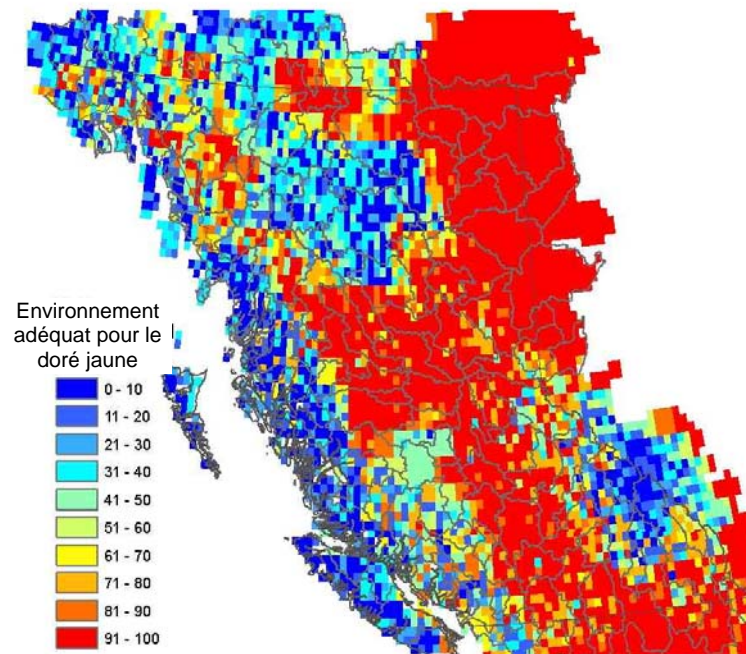 Environnement
adéquat pour le
doré jaune
0 - 10
11 - 20
21 - 30
31 - 40
41 - 50
51 - 60
61 - 70
71 - 80
81 - 90
91 - 100